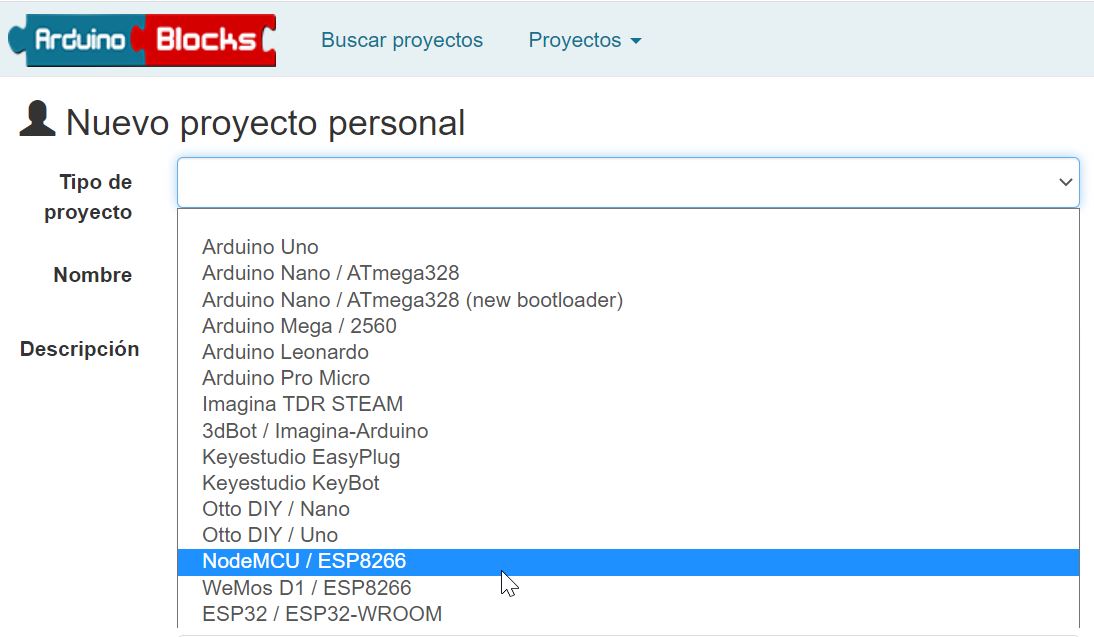 Arduino Blocks
Buscar proyectos
Proyectos
Nuevo proyecto personal
Tipo de
proyecto
Arduino Uno
Arduino Nano / ATmega328
Nombre
Arduino Nano / ATmega328 (new bootloader)
Arduino Mega / 2560
Descripción
Arduino Leonardo
Arduino Pro Micro
Imagina TDR STEAM
3dBot / Imagina-Arduino
Keyestudio EasyPlug
Keyestudio KeyBot
Otto DIY / Nano
Otto DIY / Uno
NodeMCU / ESP8266
WeMos D1 / ESP8266
ESP32 / ESP32-WROOM